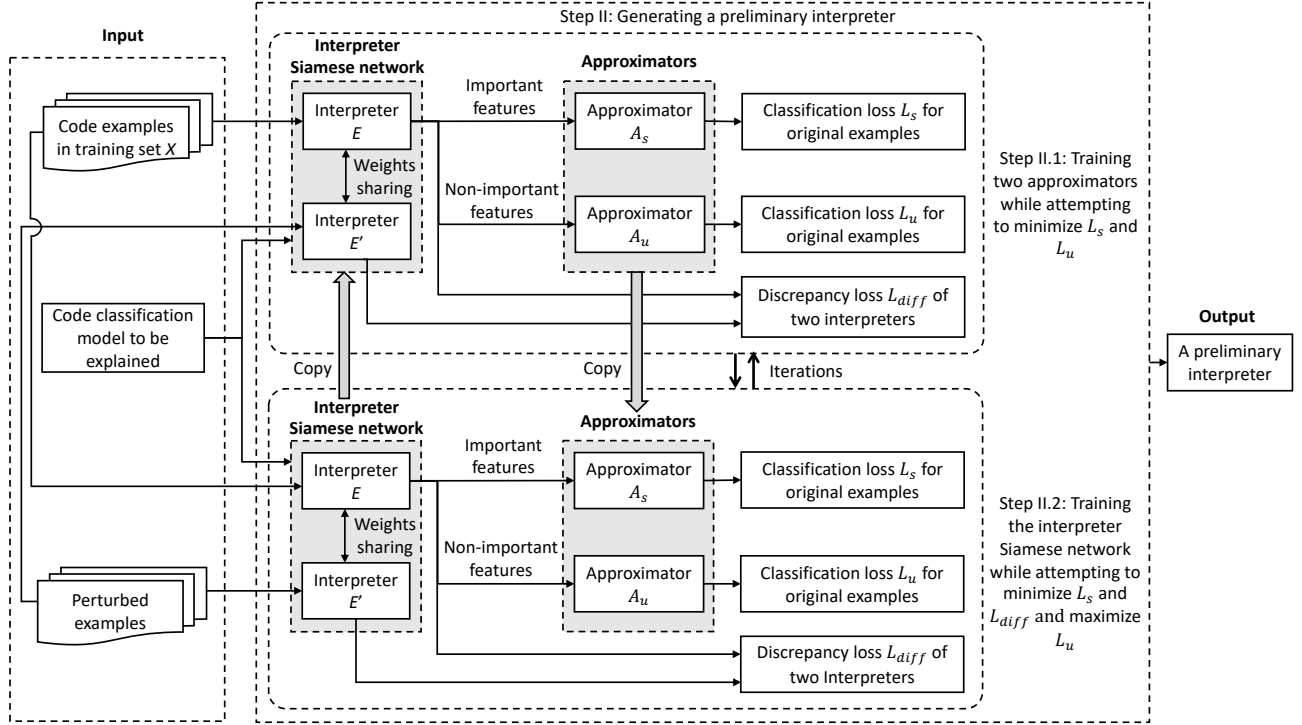 Step II: Generating a preliminary interpreter
Input
Code examples
in training set X
Code classification
model to be
explained
Perturbed
examples
Interpreter
Siamese network
Interpreter
E
Weights
sharing
Interpreter
E'
Important
features
Non-important
features
Approximators
Approximator
A_s
Approximator
A_u
Classification loss L_s for
original examples
Classification loss L_u for
original examples
Discrepancy loss L_diff of
two interpreters
Step II.1: Training
two approximators
while attempting
to minimize L_s and
L_u
Copy
Copy
Iterations
Interpreter
Siamese network
Interpreter
E
Weights
sharing
Interpreter
E'
Important
features
Non-important
features
Approximators
Approximator
A_s
Approximator
A_u
Classification loss L_s for
original examples
Classification loss L_u for
original examples
Discrepancy loss L_diff of
two Interpreters
Step II.2: Training
the interpreter
Siamese network
while attempting to
minimize L_s and
L_diff and maximize
L_u
Output
A preliminary
interpreter